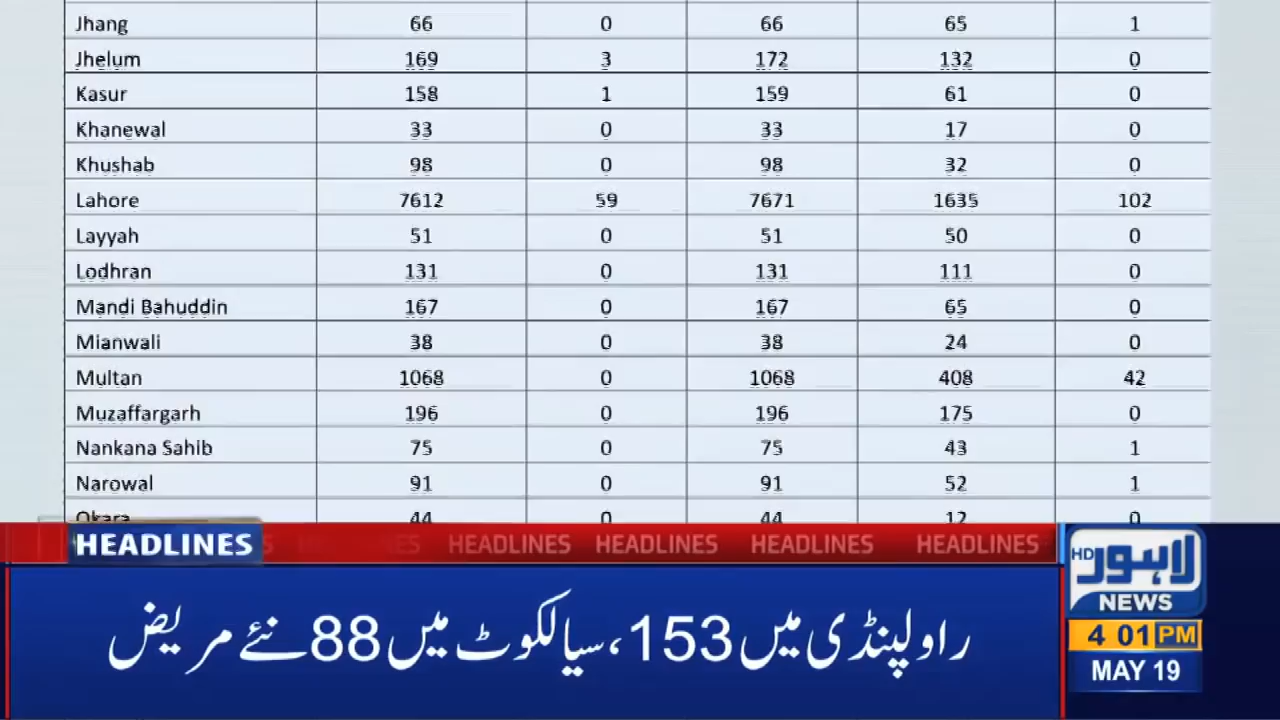 Jhang 66 0 66 65 1
Jhelum 169 3 172 132 0
Kasur 158 1 159 61 0
Khanewal 33 0 33 17 0
Khushab 98 0 98 32 0
Lahore 7612 59 7671 1635 102
Layyah 51 0 51 50 0
Lodhran 131 0 131 111 0
Mandi Bahuddin 167 0 167 65 0
Mianwali 38 0 38 24 0
Multan 1068 0 1068 408 42
Muzaffargarh 196 0 196 175 0
Nankana Sahib 75 0 75 43 1
Narowal 91 0 91 52 1
Okara 44 0 44 12 0
HEADLINES HEADLINES HEADLINES HEADLINES HEADLINES
راولپنڈی میں 153، سیالکوٹ میں 88 نئے مریض
HD لاہور
NEWS
4 01 PM
MAY 19